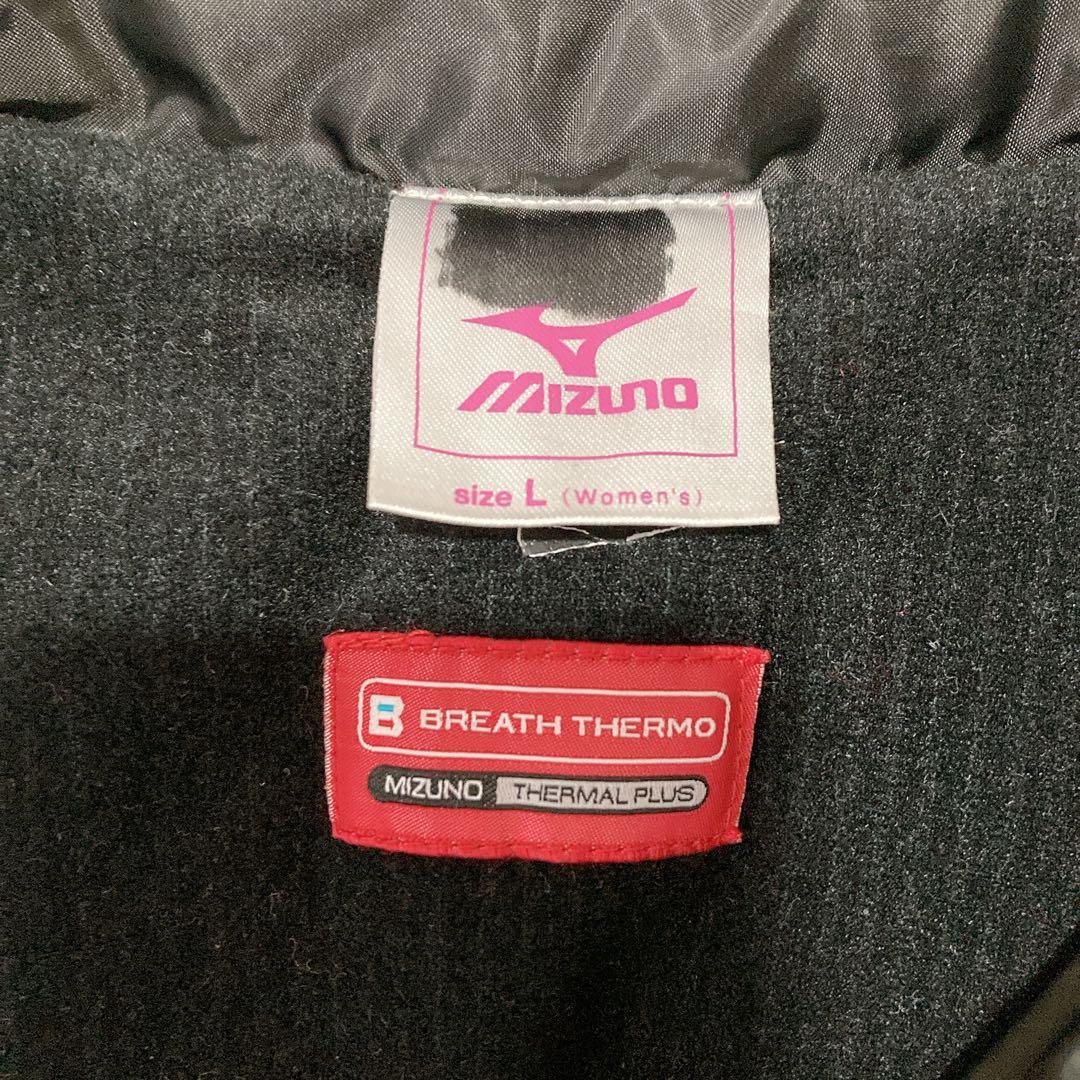 MIZUNO
size L (Women's)
B BREATH THERMO
MIZUNO THERMAL PLUS